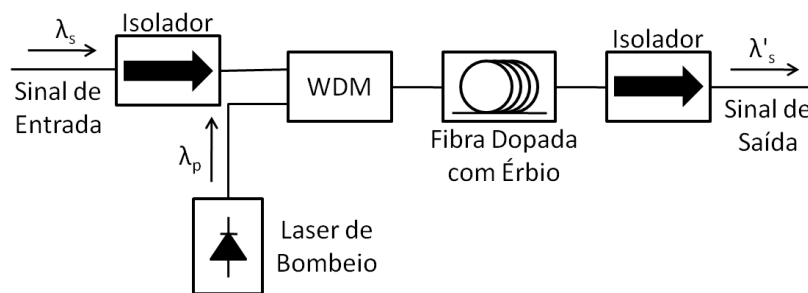 λs
Isolador
Sinal de
Entrada
λp
WDM
Fibra Dopada
com Érbio
Isolador
λ's
Sinal de
Saída
Laser de
Bombeio